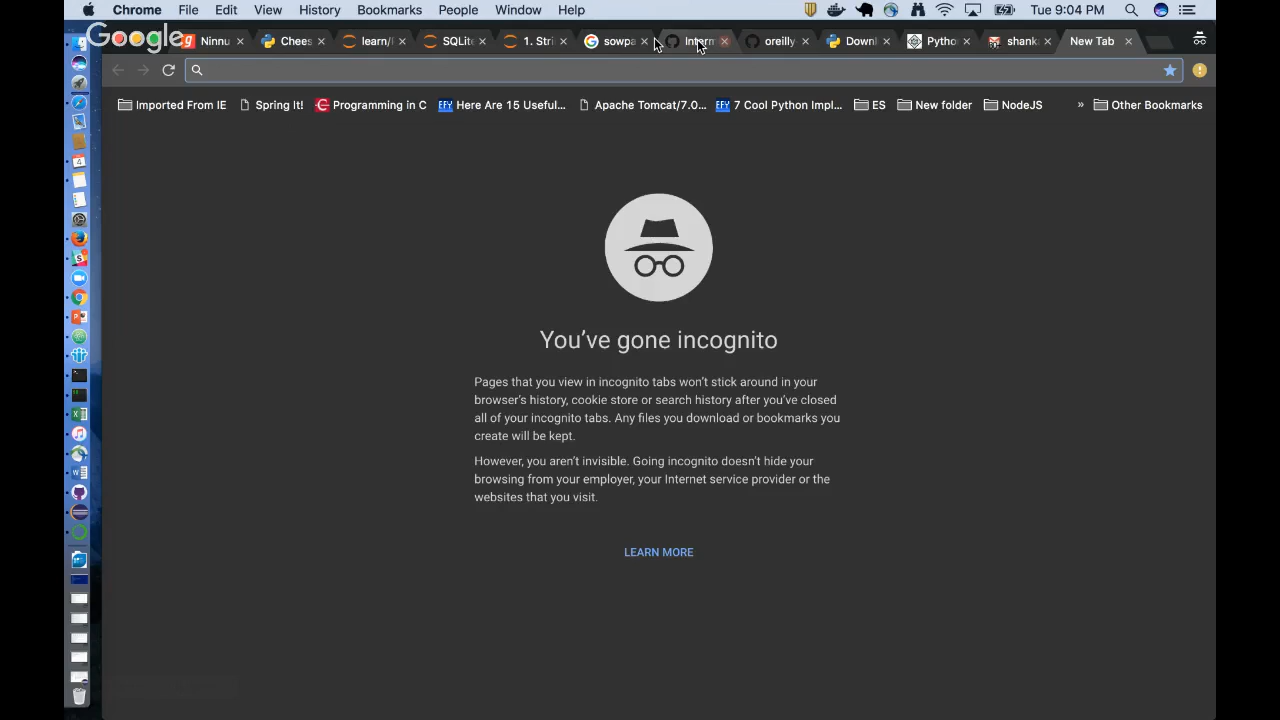 Chrome File Edit View History Bookmarks People Window Help Tue 9:04 PM
Google
Ninnu Chees learn/l SQLite 1. Stri sowpa Intern oreilly Downl Pytho shank New Tab
Imported From IE Spring It! Programming in C Here Are 15 Useful... Apache Tomcat/7.0... 7 Cool Python Impl... ES New folder NodeJS » Other Bookmarks
You've gone incognito
Pages that you view in incognito tabs won't stick around in your
browser's history, cookie store or search history after you've closed
all of your incognito tabs. Any files you download or bookmarks you
create will be kept.
However, you aren't invisible. Going incognito doesn't hide your
browsing from your employer, your Internet service provider or the
websites that you visit.
LEARN MORE